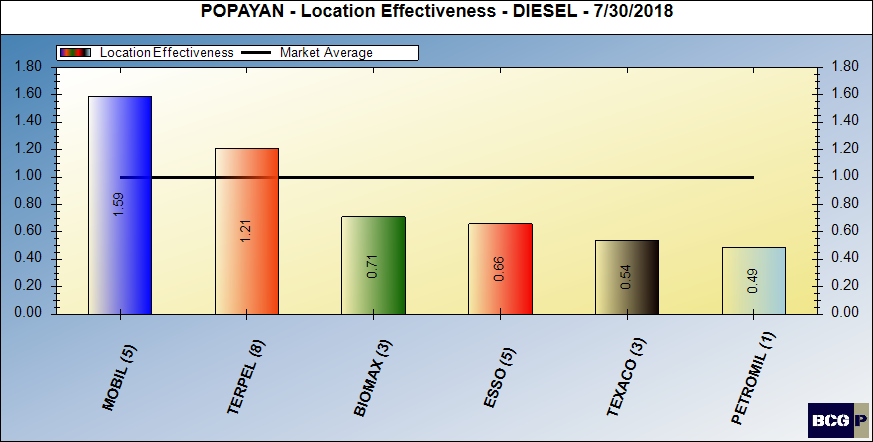 POPAYAN - Location Effectiveness - DIESEL - 7/30/2018
Location Effectiveness Market Average
1.80 1.80
1.60 1.60
1.40 1.40
1.20 1.20
1.00 1.00
0.80 0.80
0.60 0.60
0.40 0.40
0.20 0.20
0.00 0.00
1.59
1.21
0.71
0.66
0.54
0.49
MOBIL (5)
TERPEL (8)
BIOMAX (3)
ESSO (5)
TEXACO (3)
PETROMIL (1)
BCG P